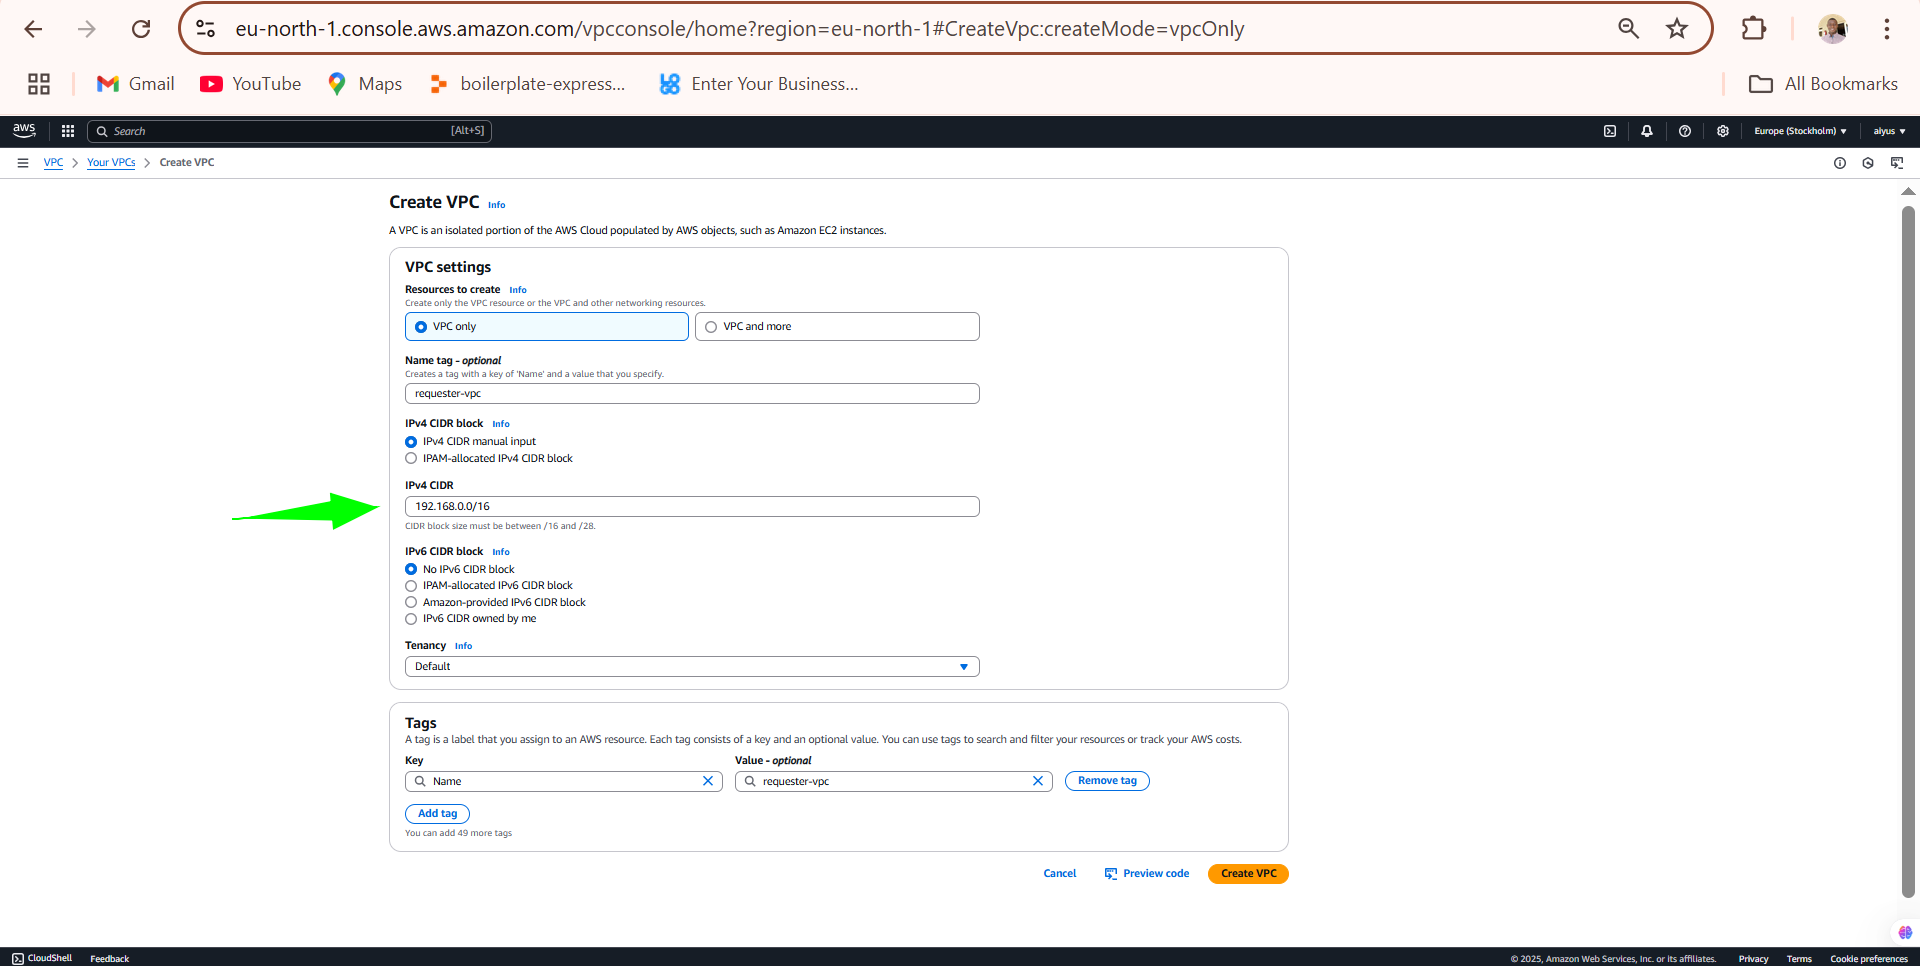 eu-north-1.console.aws.amazon.com/vpcconsole/home?region=eu-north-1#CreateVpc:createMode=vpcOnly
Gmail YouTube Maps boilerplate-express... Enter Your Business... All Bookmarks
aws Search [Alt+S] Europe (Stockholm) aiyus
VPC Your VPCs Create VPC
Create VPC Info
A VPC is an isolated portion of the AWS Cloud populated by AWS objects, such as Amazon EC2 instances.
VPC settings
Resources to create Info
Create only the VPC resource or the VPC and other networking resources.
VPC only VPC and more
Name tag - optional
Creates a tag with a key of 'Name' and a value that you specify.
requester-vpc
IPv4 CIDR block Info
IPv4 CIDR manual input
IPAM-allocated IPv4 CIDR block
IPv4 CIDR
192.168.0.0/16
CIDR block size must be between /16 and /28.
IPv6 CIDR block Info
No IPv6 CIDR block
IPAM-allocated IPv6 CIDR block
Amazon-provided IPv6 CIDR block
IPv6 CIDR owned by me
Tenancy Info
Default
Tags
A tag is a label that you assign to an AWS resource. Each tag consists of a key and an optional value. You can use tags to search and filter your resources or track your AWS costs.
Key Value - optional
Name requester-vpc Remove tag
Add tag
You can add 49 more tags
Cancel Preview code Create VPC
CloudShell Feedback © 2025, Amazon Web Services, Inc. or its affiliates. Privacy Terms Cookie preferences